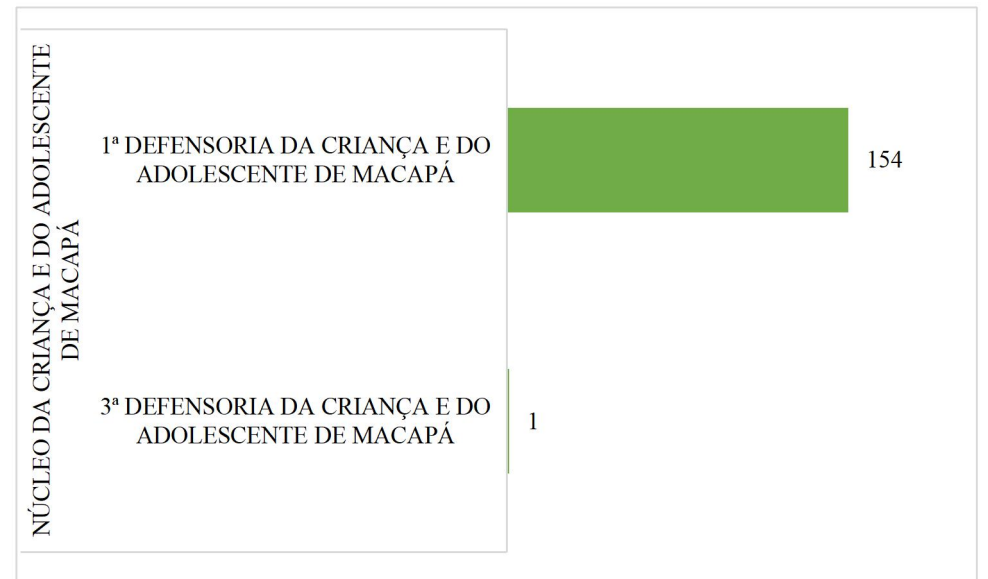 NÚCLEO DA CRIANÇA E DO ADOLESCENTE
DE MACAPÁ
1ª DEFENSORIA DA CRIANÇA E DO
ADOLESCENTE DE MACAPÁ
154
3ª DEFENSORIA DA CRIANÇA E DO
ADOLESCENTE DE MACAPÁ
1